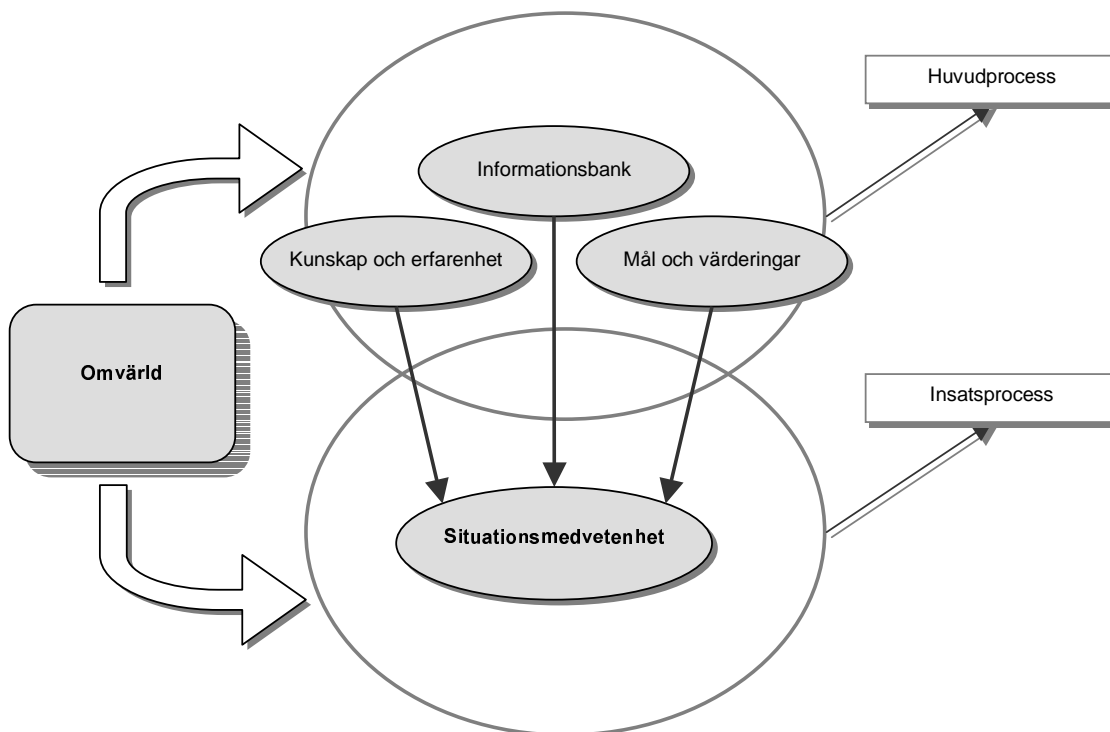 Huvudprocess
Informationsbank
Kunskap och erfarenhet
Mål och värderingar
Omvärld
Insatsprocess
Situationsmedvetenhet